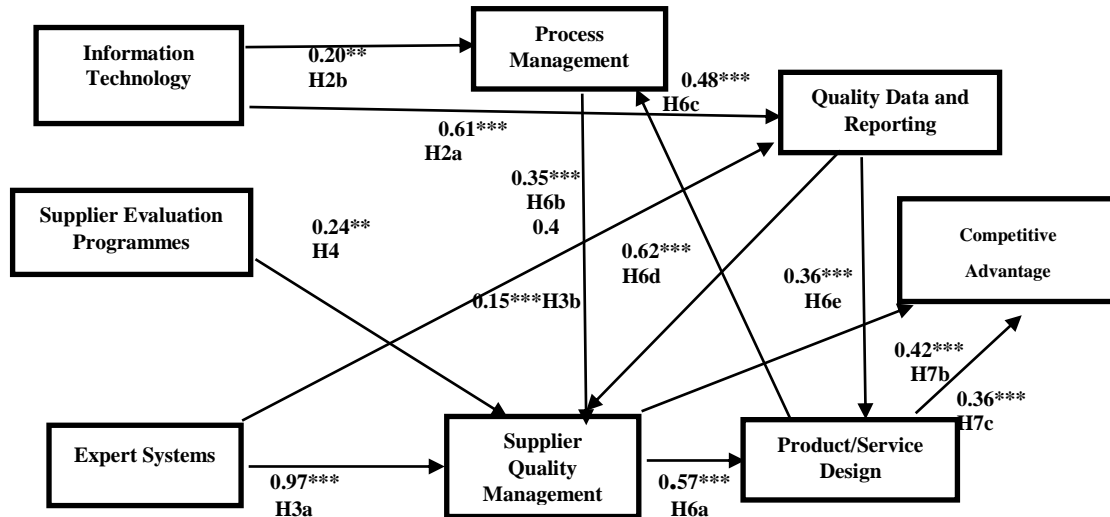 Information
Technology
0.20**
H2b
Process
Management
0.48***
H6c
Quality Data and
Reporting
0.61***
H2a
Supplier Evaluation
Programmes
0.24**
H4
0.35***
H6b
0.4
0.62***
H6d
0.36***
H6e
Competitive
Advantage
0.15***H3b
0.42***
H7b
0.36***
H7c
Expert Systems
0.97***
H3a
Supplier
Quality
Management
0.57***
H6a
Product/Service
Design